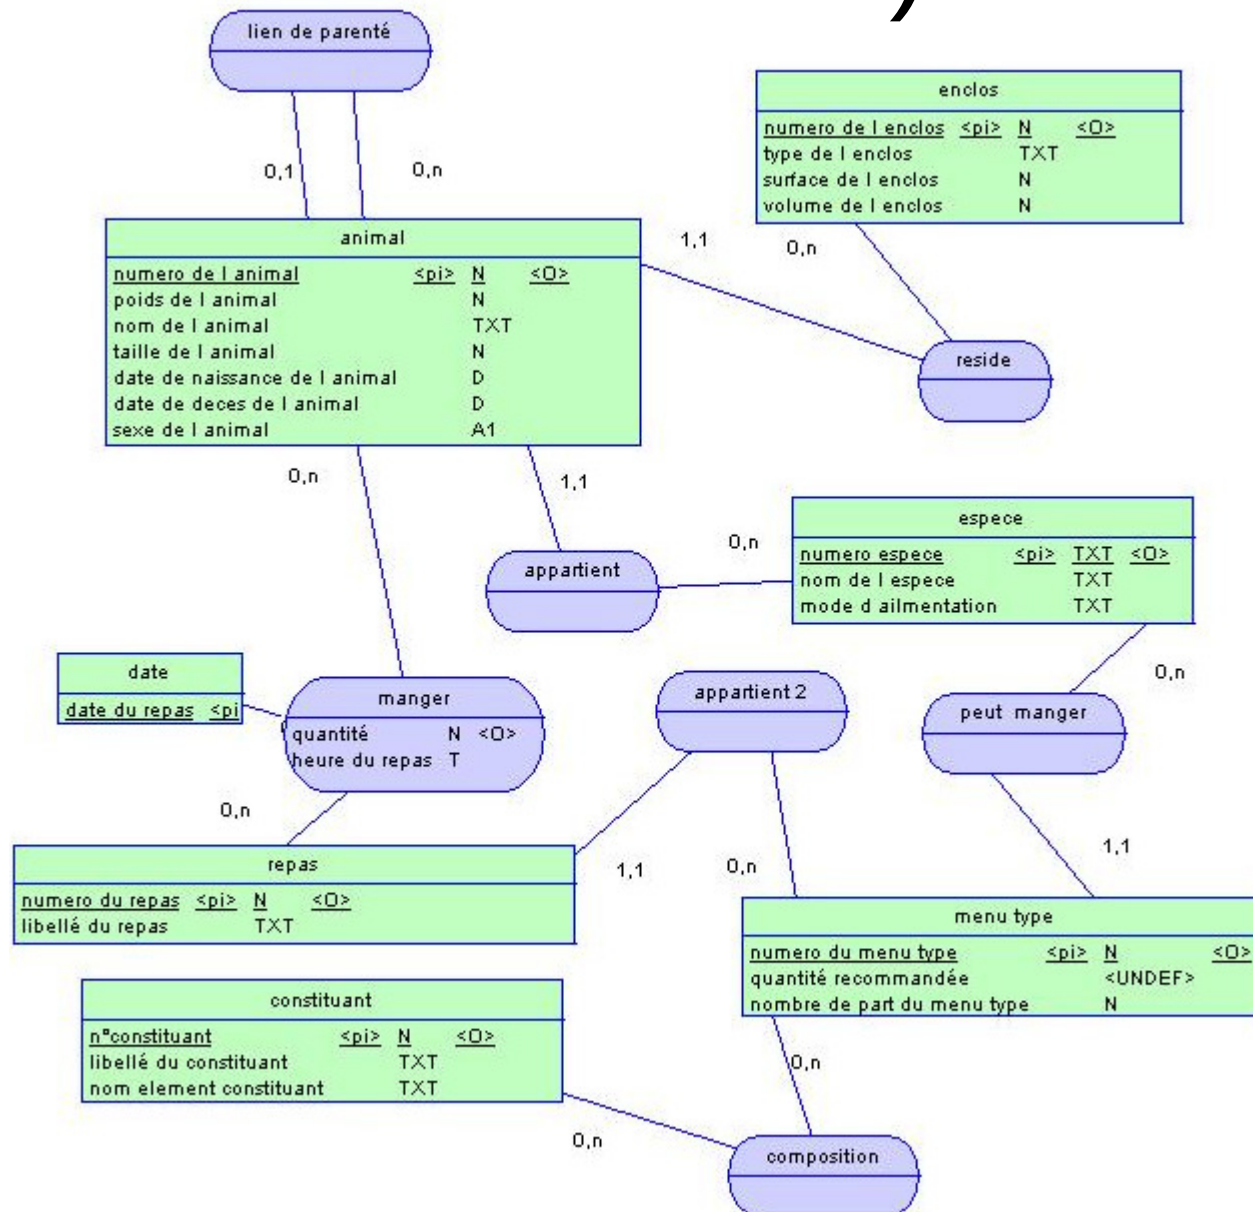 )
lien de parenté
0,1
0,n
enclos
numero de l enclos <pi> N <O>
type de l enclos TXT
surface de l enclos N
volume de l enclos N
1,1
0,n
animal
numero de l animal <pi> N <O>
poids de l animal N
nom de l animal TXT
taille de l animal N
date de naissance de l animal D
date de deces de l animal D
sexe de l animal A1
reside
0,n
1,1
appartient
0,n
espece
numero espece <pi> TXT <O>
nom de l espece TXT
mode d ailmentation TXT
date
date du repas <pi
manger
quantité N <O>
heure du repas T
appartient 2
0,n
peut manger
0,n
1,1
0,n
1,1
repas
numero du repas <pi> N <O>
libellé du repas TXT
menu type
numero du menu type <pi> N <O>
quantité recommandée <UNDEF>
nombre de part du menu type N
constituant
n°constituant <pi> N <O>
libellé du constituant TXT
nom element constituant TXT
0,n
0,n
composition